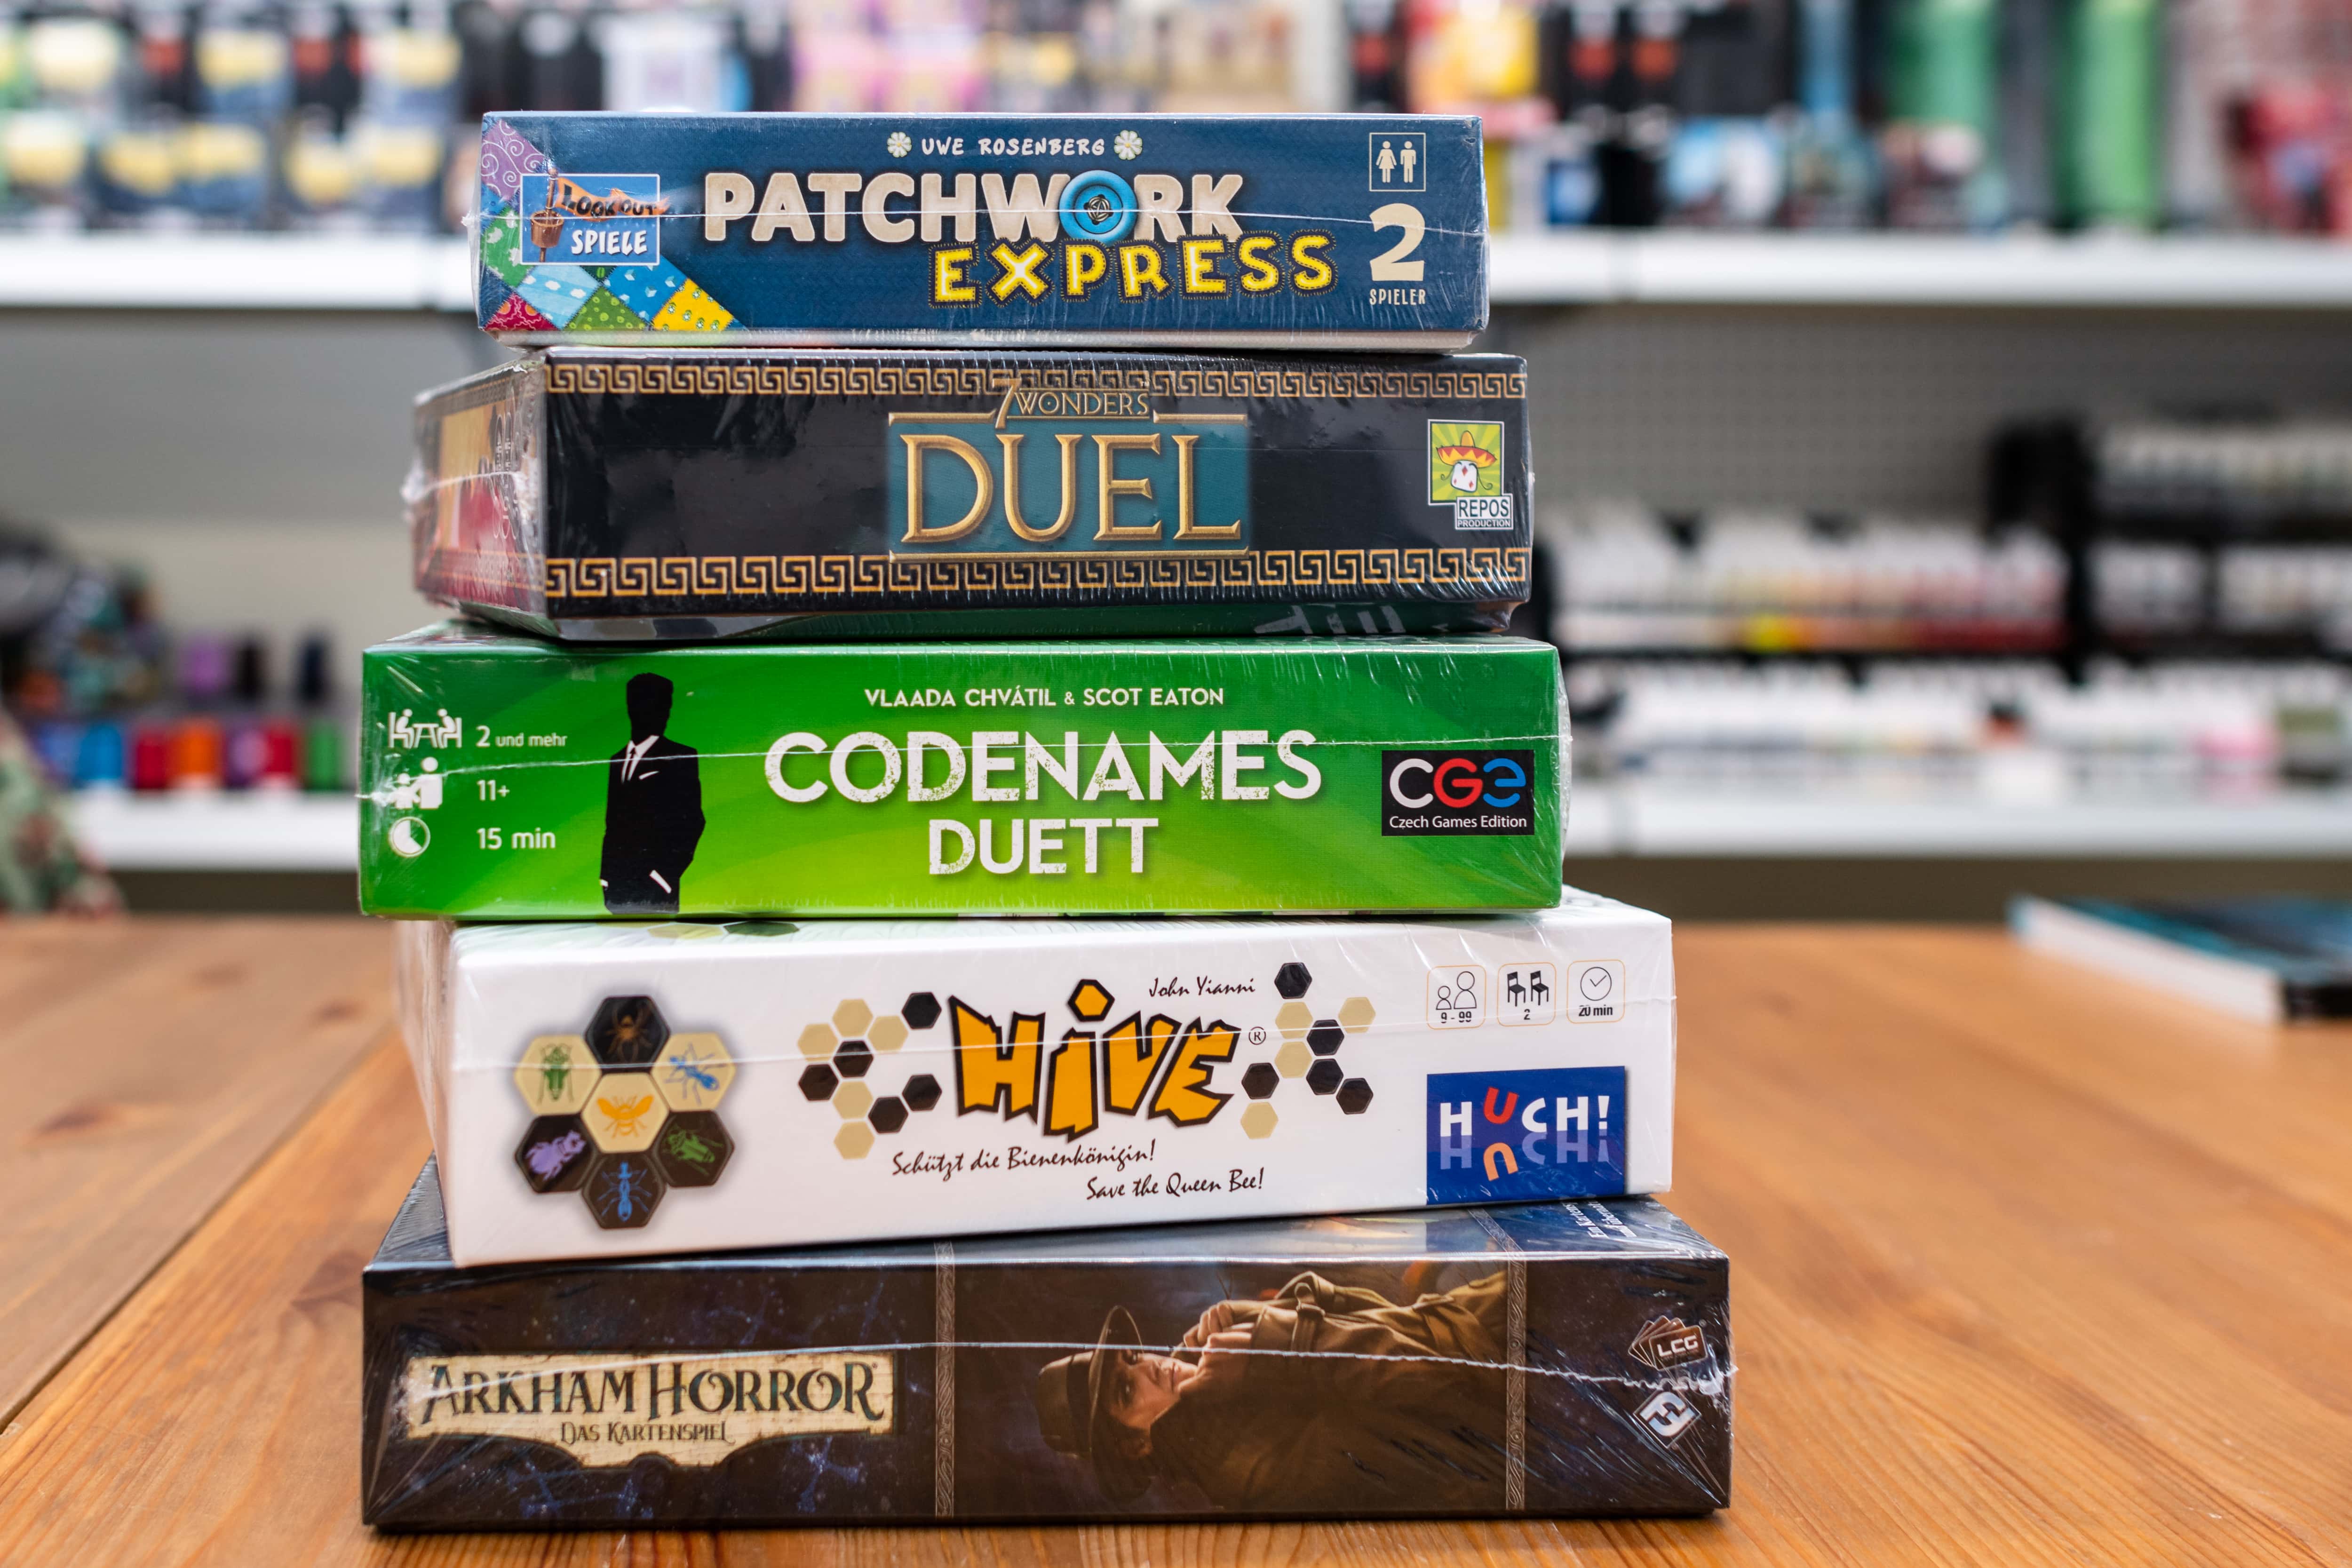 UWE ROSENBERG
LOOKOUT
SPIELE
PATCHWORK
EXPRESS
2
SPIELER
7 WONDERS
DUEL
REPOS
PRODUCTION
VLAADA CHVÁTIL & SCOT EATON
2 und mehr
CODENAMES
11+
DUETT
15 min
CGE
Czech Games Edition
John Yianni
HIVE®
9 - 99
2
20 min
HUCH!
Schützt die Bienenkönigin!
Save the Queen Bee!
ARKHAM HORROR
DAS KARTENSPIEL
LCG